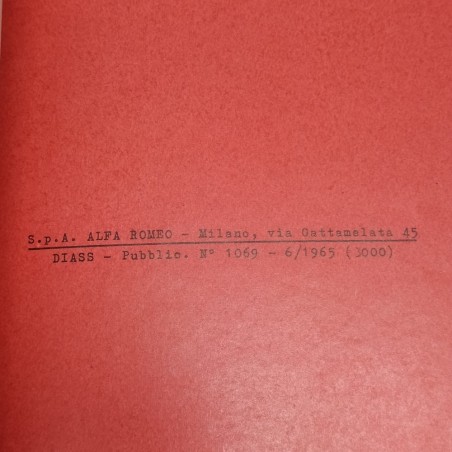 S.p.A. ALFA ROMEO - Milano, via Gattamelata 45
DIASS - Pubblic. N° 1069 - 6/1965 (3000)